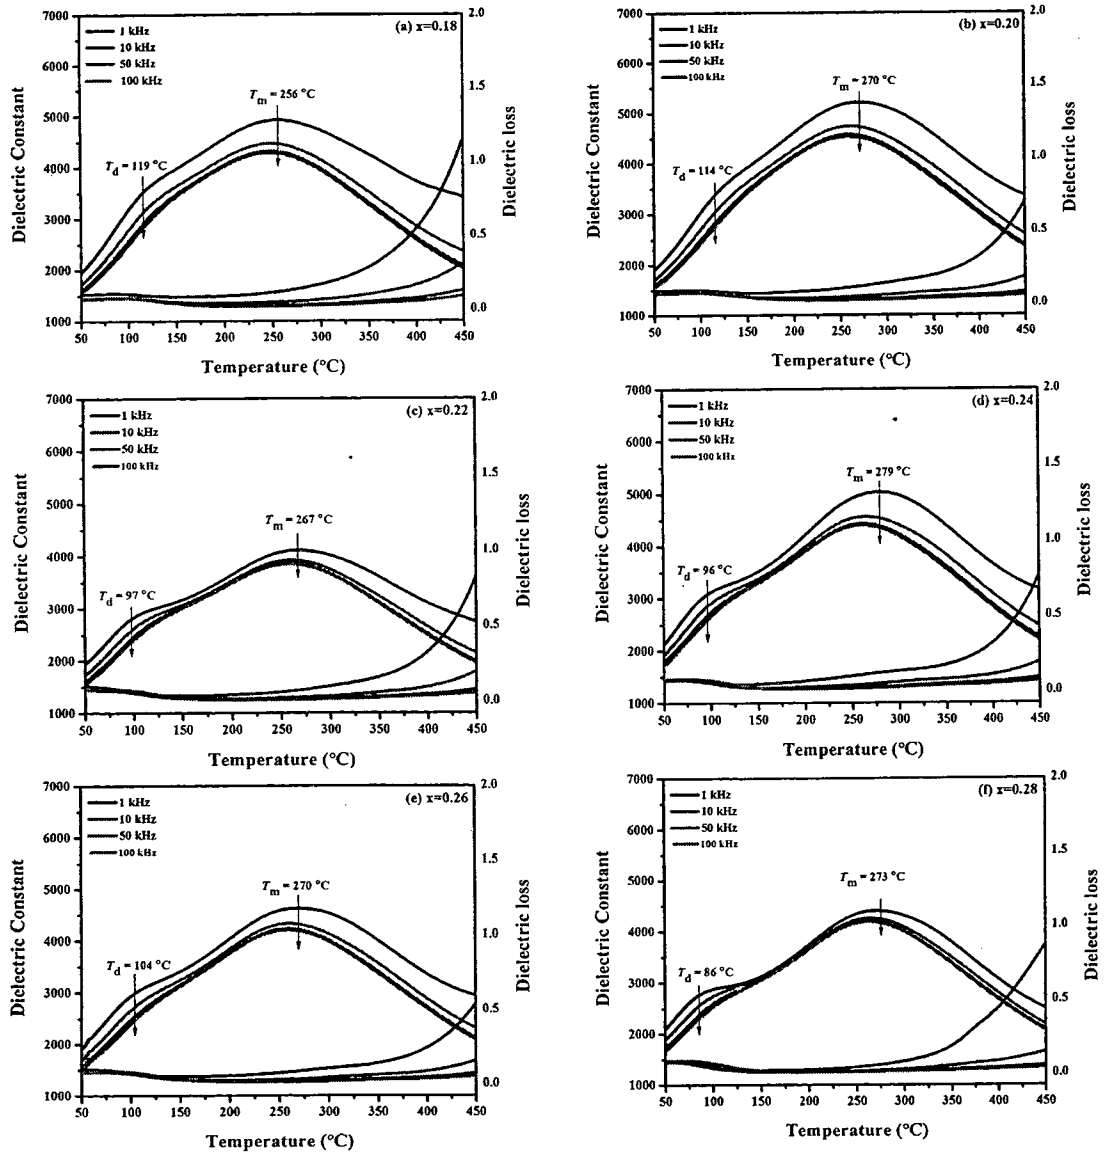 (a) x=0.18
1 kHz
10 kHz
50 kHz
100 kHz
T_m = 256 °C
T_d = 119 °C
7000
6000
5000
4000
3000
2000
1000
2.0
1.5
1.0
0.5
0.0
50 100 150 200 250 300 350 400 450
Dielectric Constant
Dielectric loss
Temperature (°C)
(b) x=0.20
1 kHz
10 kHz
50 kHz
100 kHz
T_m = 270 °C
T_d = 114 °C
7000
6000
5000
4000
3000
2000
1000
2.0
1.5
1.0
0.5
0.0
50 100 150 200 250 300 350 400 450
Dielectric Constant
Dielectric loss
Temperature (°C)
(c) x=0.22
1 kHz
10 kHz
50 kHz
100 kHz
T_m = 267 °C
T_d = 97 °C
7000
6000
5000
4000
3000
2000
1000
2.0
1.5
1.0
0.5
0.0
50 100 150 200 250 300 350 400 450
Dielectric Constant
Dielectric loss
Temperature (°C)
(d) x=0.24
1 kHz
10 kHz
50 kHz
100 kHz
T_m = 279 °C
T_d = 96 °C
7000
6000
5000
4000
3000
2000
1000
2.0
1.5
1.0
0.5
0.0
50 100 150 200 250 300 350 400 450
Dielectric Constant
Dielectric loss
Temperature (°C)
(e) x=0.26
1 kHz
10 kHz
50 kHz
100 kHz
T_m = 270 °C
T_d = 104 °C
7000
6000
5000
4000
3000
2000
1000
2.0
1.5
1.0
0.5
0.0
50 100 150 200 250 300 350 400 450
Dielectric Constant
Dielectric loss
Temperature (°C)
(f) x=0.28
1 kHz
10 kHz
50 kHz
100 kHz
T_m = 273 °C
T_d = 86 °C
7000
6000
5000
4000
3000
2000
1000
2.0
1.5
1.0
0.5
0.0
50 100 150 200 250 300 350 400 450
Dielectric Constant
Dielectric loss
Temperature (°C)